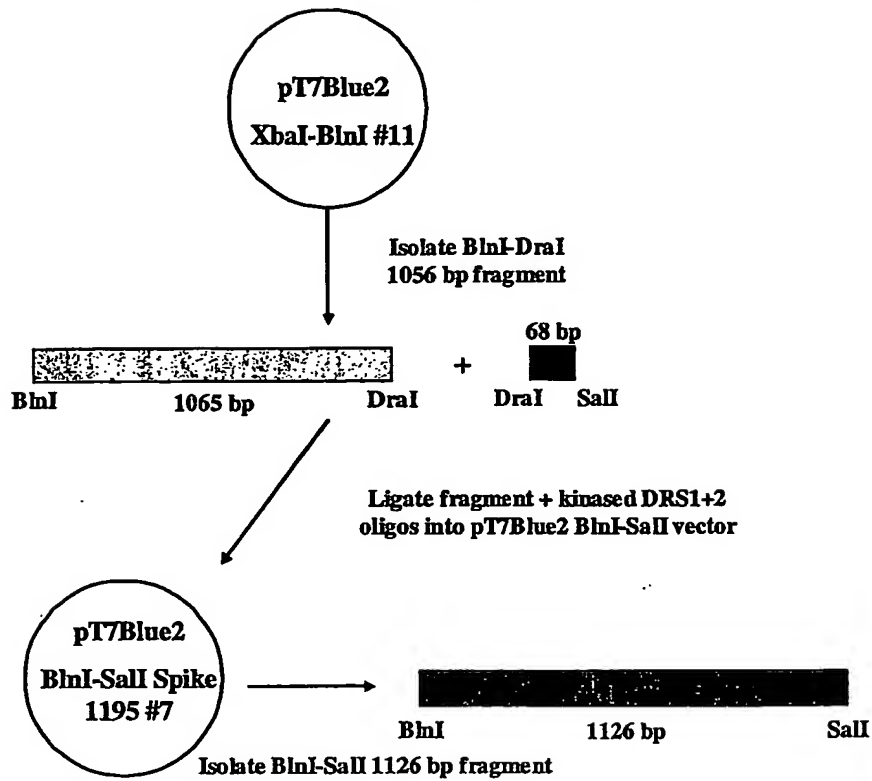 pT7Blue2
XbaI-BlnI #11
Isolate BlnI-DraI
1056 bp fragment
68 bp
+
BlnI 1065 bp DraI DraI SalI
Ligate fragment + kinased DRS1+2
oligos into pT7Blue2 BlnI-SalI vector
pT7Blue2
BlnI-SalI Spike
1195 #7
BlnI 1126 bp SalI
Isolate BlnI-SalI 1126 bp fragment